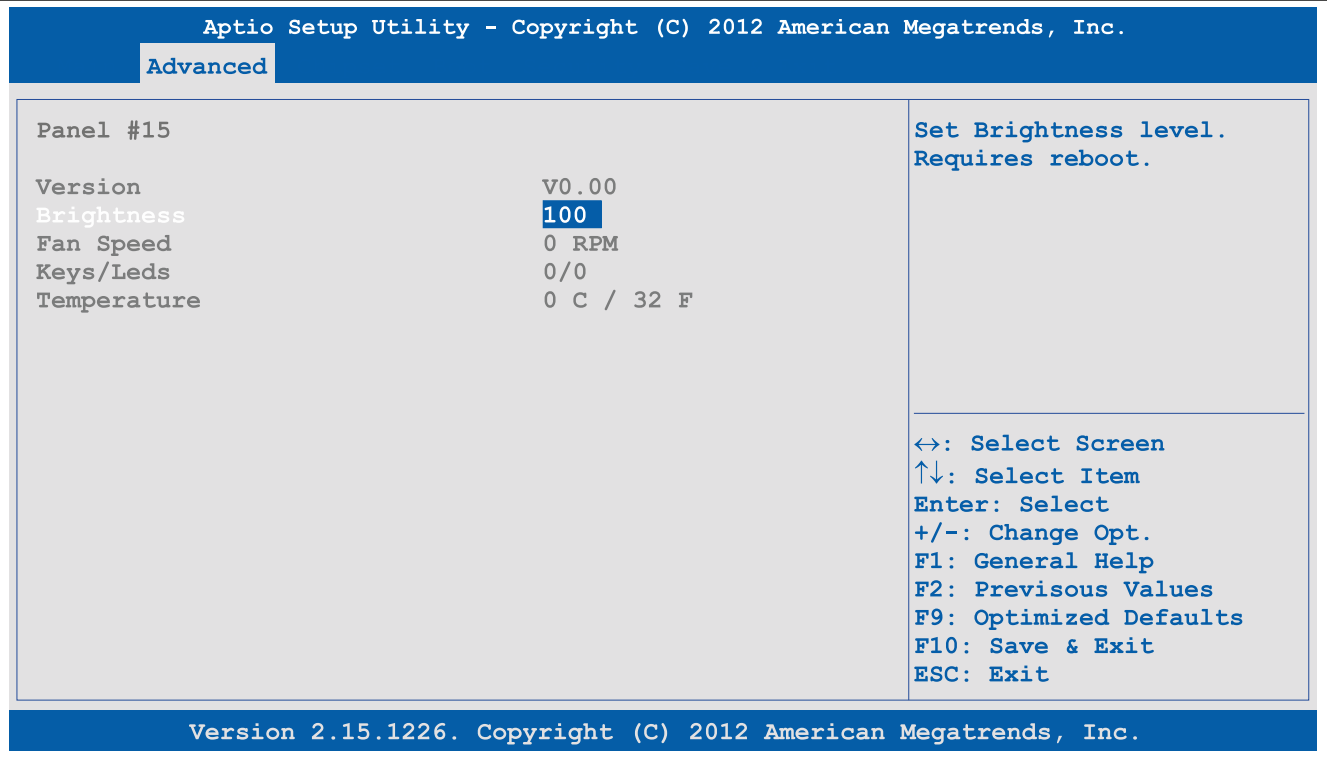 Aptio Setup Utility - Copyright (C) 2012 American Megatrends, Inc.
Advanced
Panel #15
Version V0.00
Brightness 100
Fan Speed 0 RPM
Keys/Leds 0/0
Temperature 0 C / 32 F
Set Brightness level.
Requires reboot.
↔: Select Screen
↑↓: Select Item
Enter: Select
+/-: Change Opt.
F1: General Help
F2: Previsous Values
F9: Optimized Defaults
F10: Save & Exit
ESC: Exit
Version 2.15.1226. Copyright (C) 2012 American Megatrends, Inc.